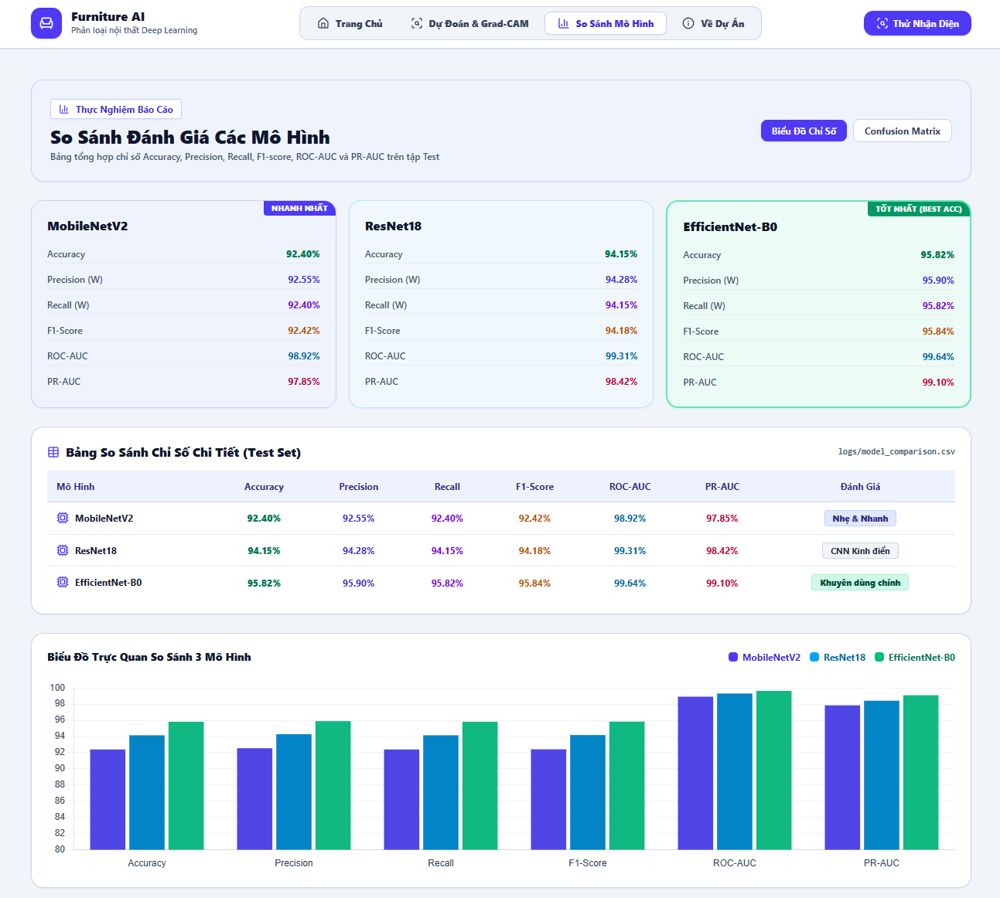 Furniture AI
Phân loại nội thất Deep Learning
Trang Chủ
Dự Đoán & Grad-CAM
So Sánh Mô Hình
Về Dự Án
Thử Nhận Diện
Thực Nghiệm Báo Cáo
So Sánh Đánh Giá Các Mô Hình
Bảng tổng hợp chỉ số Accuracy, Precision, Recall, F1-score, ROC-AUC và PR-AUC trên tập Test
Biểu Đồ Chỉ Số
Confusion Matrix
NHANH NHẤT
MobileNetV2
Accuracy 92.40%
Precision (W) 92.55%
Recall (W) 92.40%
F1-Score 92.42%
ROC-AUC 98.92%
PR-AUC 97.85%
ResNet18
Accuracy 94.15%
Precision (W) 94.28%
Recall (W) 94.15%
F1-Score 94.18%
ROC-AUC 99.31%
PR-AUC 98.42%
TỐT NHẤT (BEST ACC)
EfficientNet-B0
Accuracy 95.82%
Precision (W) 95.90%
Recall (W) 95.82%
F1-Score 95.84%
ROC-AUC 99.64%
PR-AUC 99.10%
Bảng So Sánh Chỉ Số Chi Tiết (Test Set)
logs/model_comparison.csv
Mô Hình Accuracy Precision Recall F1-Score ROC-AUC PR-AUC Đánh Giá
MobileNetV2 92.40% 92.55% 92.40% 92.42% 98.92% 97.85% Nhẹ & Nhanh
ResNet18 94.15% 94.28% 94.15% 94.18% 99.31% 98.42% CNN Kinh điển
EfficientNet-B0 95.82% 95.90% 95.82% 95.84% 99.64% 99.10% Khuyên dùng chính
Biểu Đồ Trực Quan So Sánh 3 Mô Hình
MobileNetV2 ResNet18 EfficientNet-B0
100
98
96
94
92
90
88
86
84
82
80
Accuracy Precision Recall F1-Score ROC-AUC PR-AUC